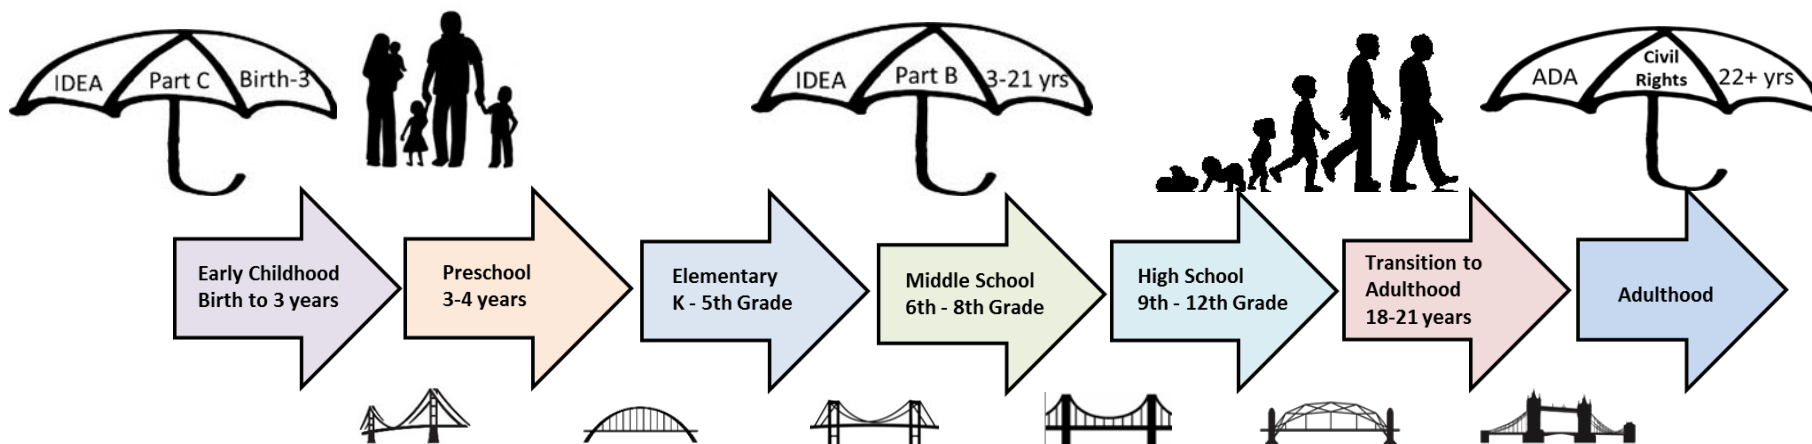 IDEA
Part C
Birth-3
IDEA
Part B
3-21 yrs
ADA
Civil
Rights
22+ yrs
Early Childhood
Birth to 3 years
Preschool
3-4 years
Elementary
K - 5th Grade
Middle School
6th - 8th Grade
High School
9th - 12th Grade
Transition to
Adulthood
18-21 years
Adulthood